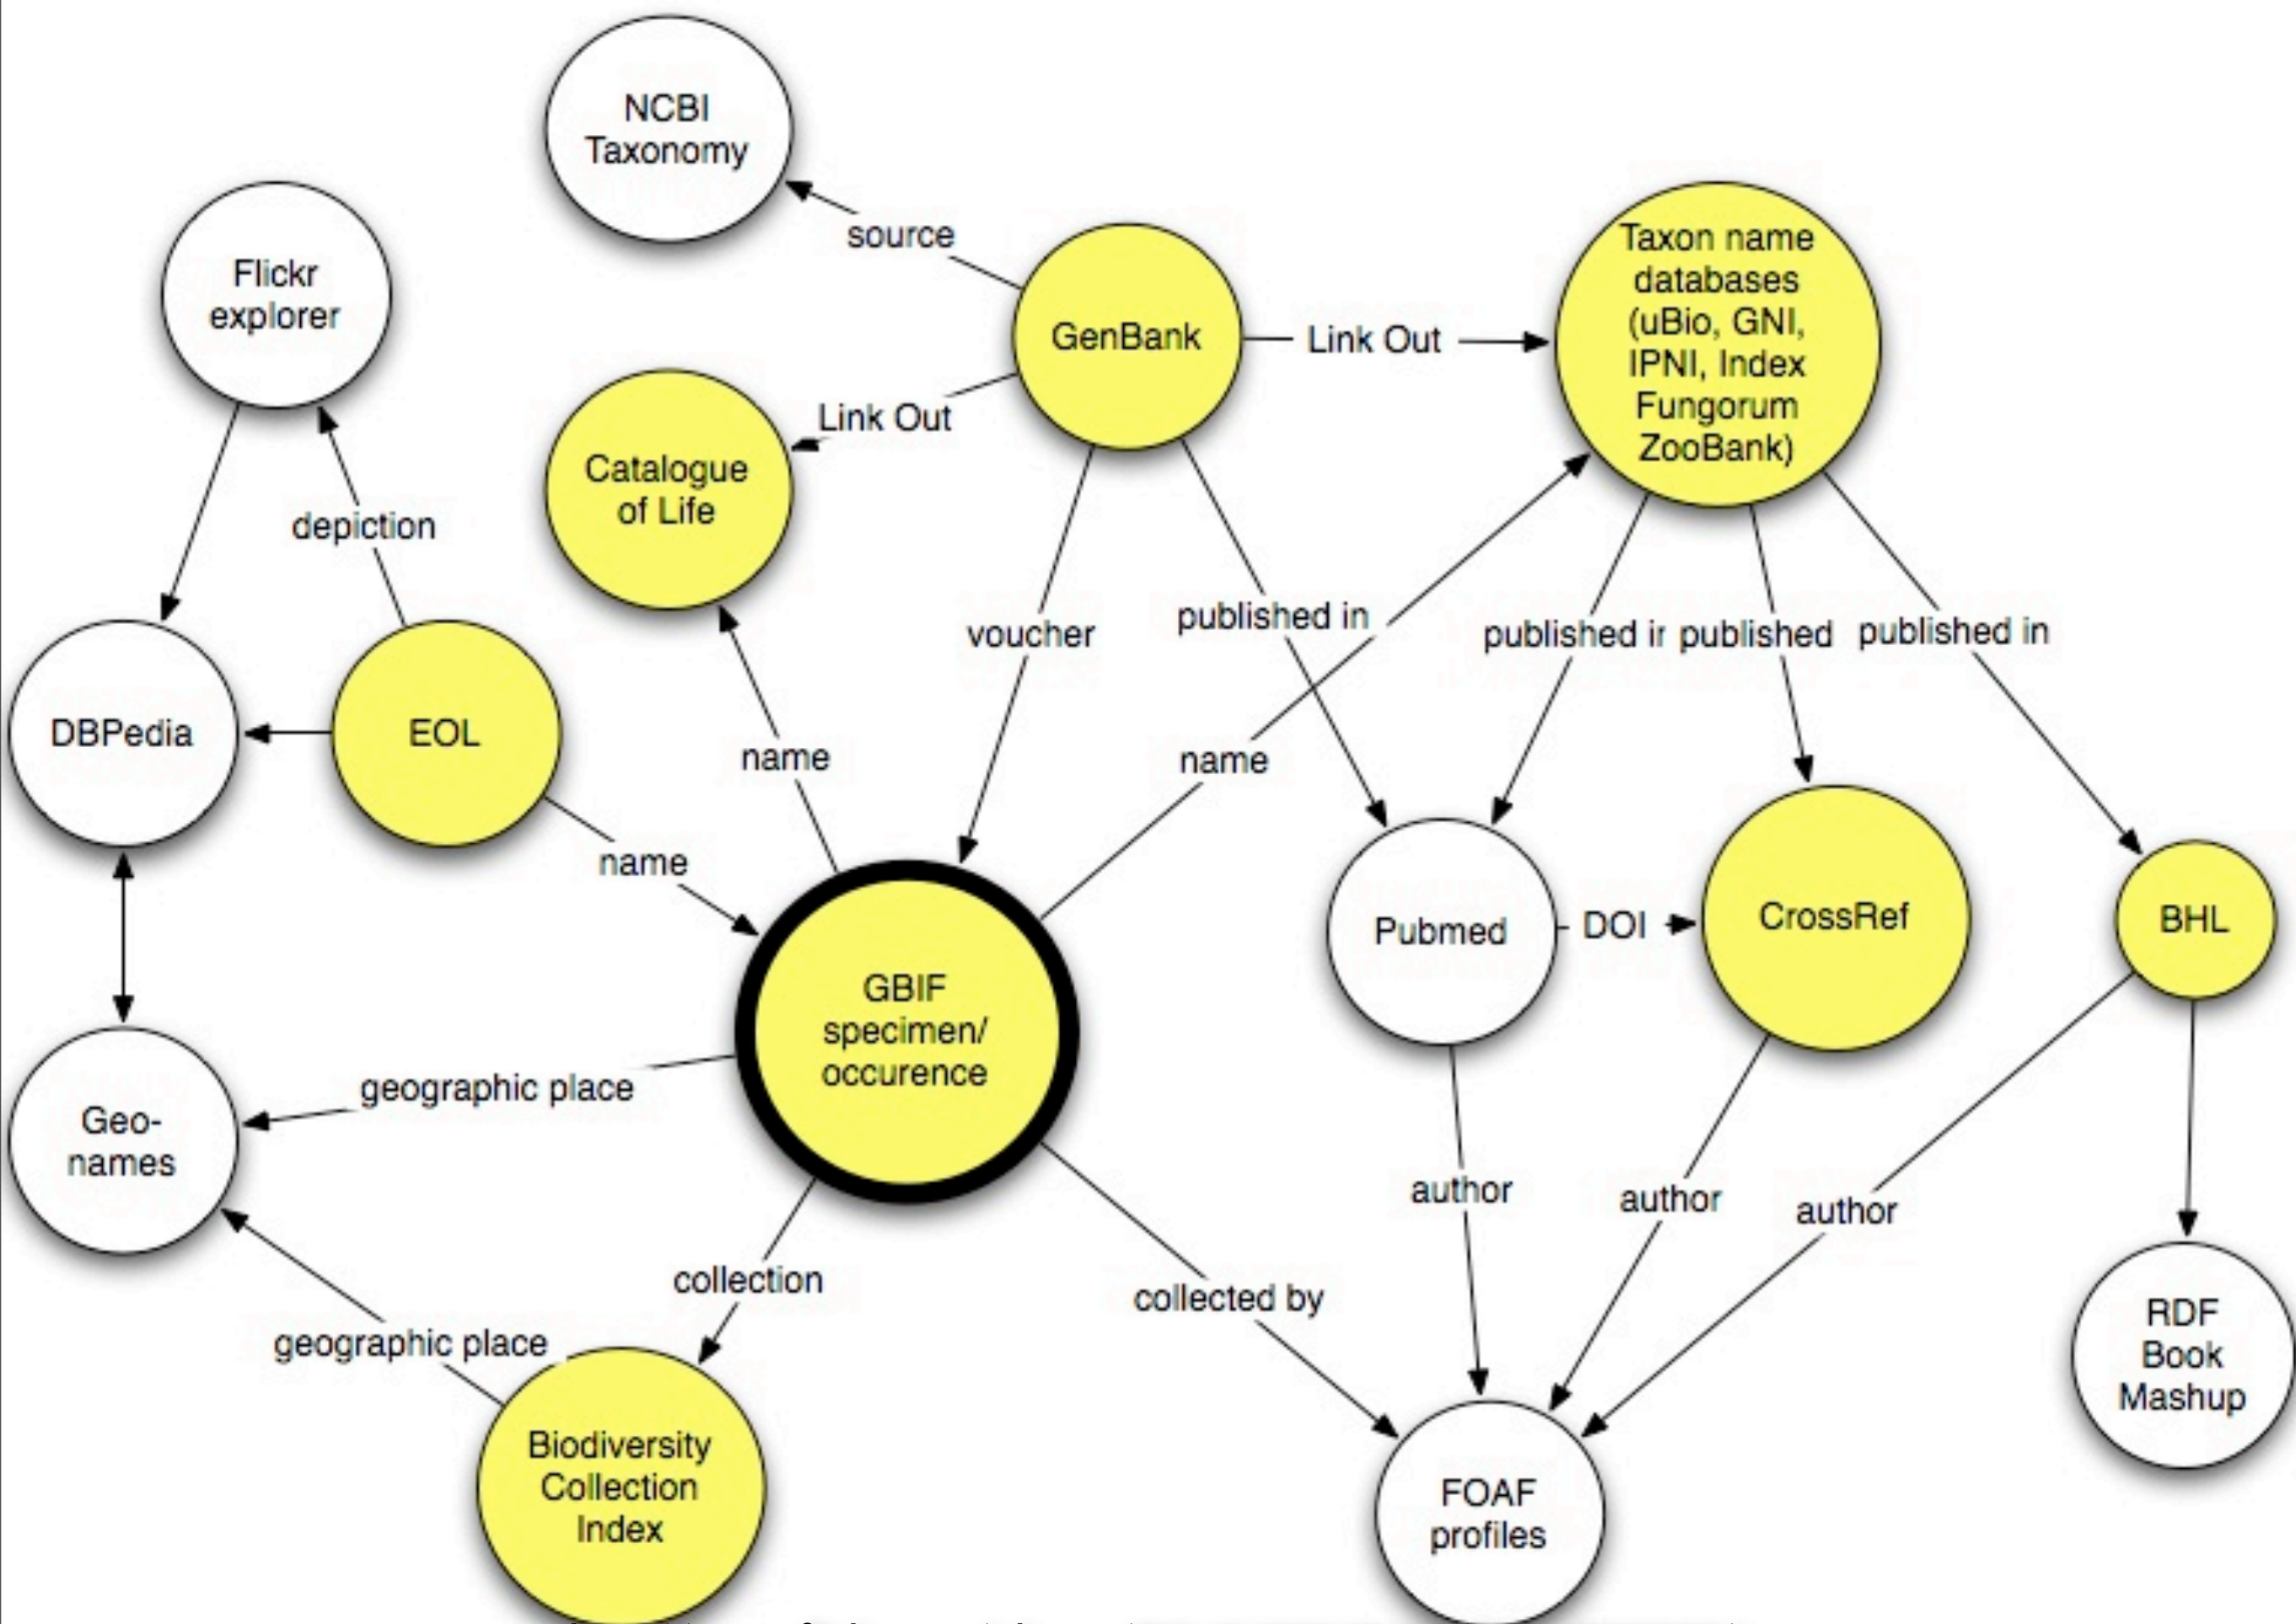 NCBI
Taxonomy
source
Flickr
explorer
GenBank
Link Out
Taxon name
databases
(uBio, GNI,
IPNI, Index
Fungorum
ZooBank)
Link Out
Catalogue
of Life
depiction
voucher
published in
published ir
published
published in
DBPedia
EOL
name
name
name
Pubmed
DOI
CrossRef
BHL
GBIF
specimen/
occurence
geographic place
Geo-
names
author
author
author
collection
collected by
geographic place
RDF
Book
Mashup
Biodiversity
Collection
Index
FOAF
profiles